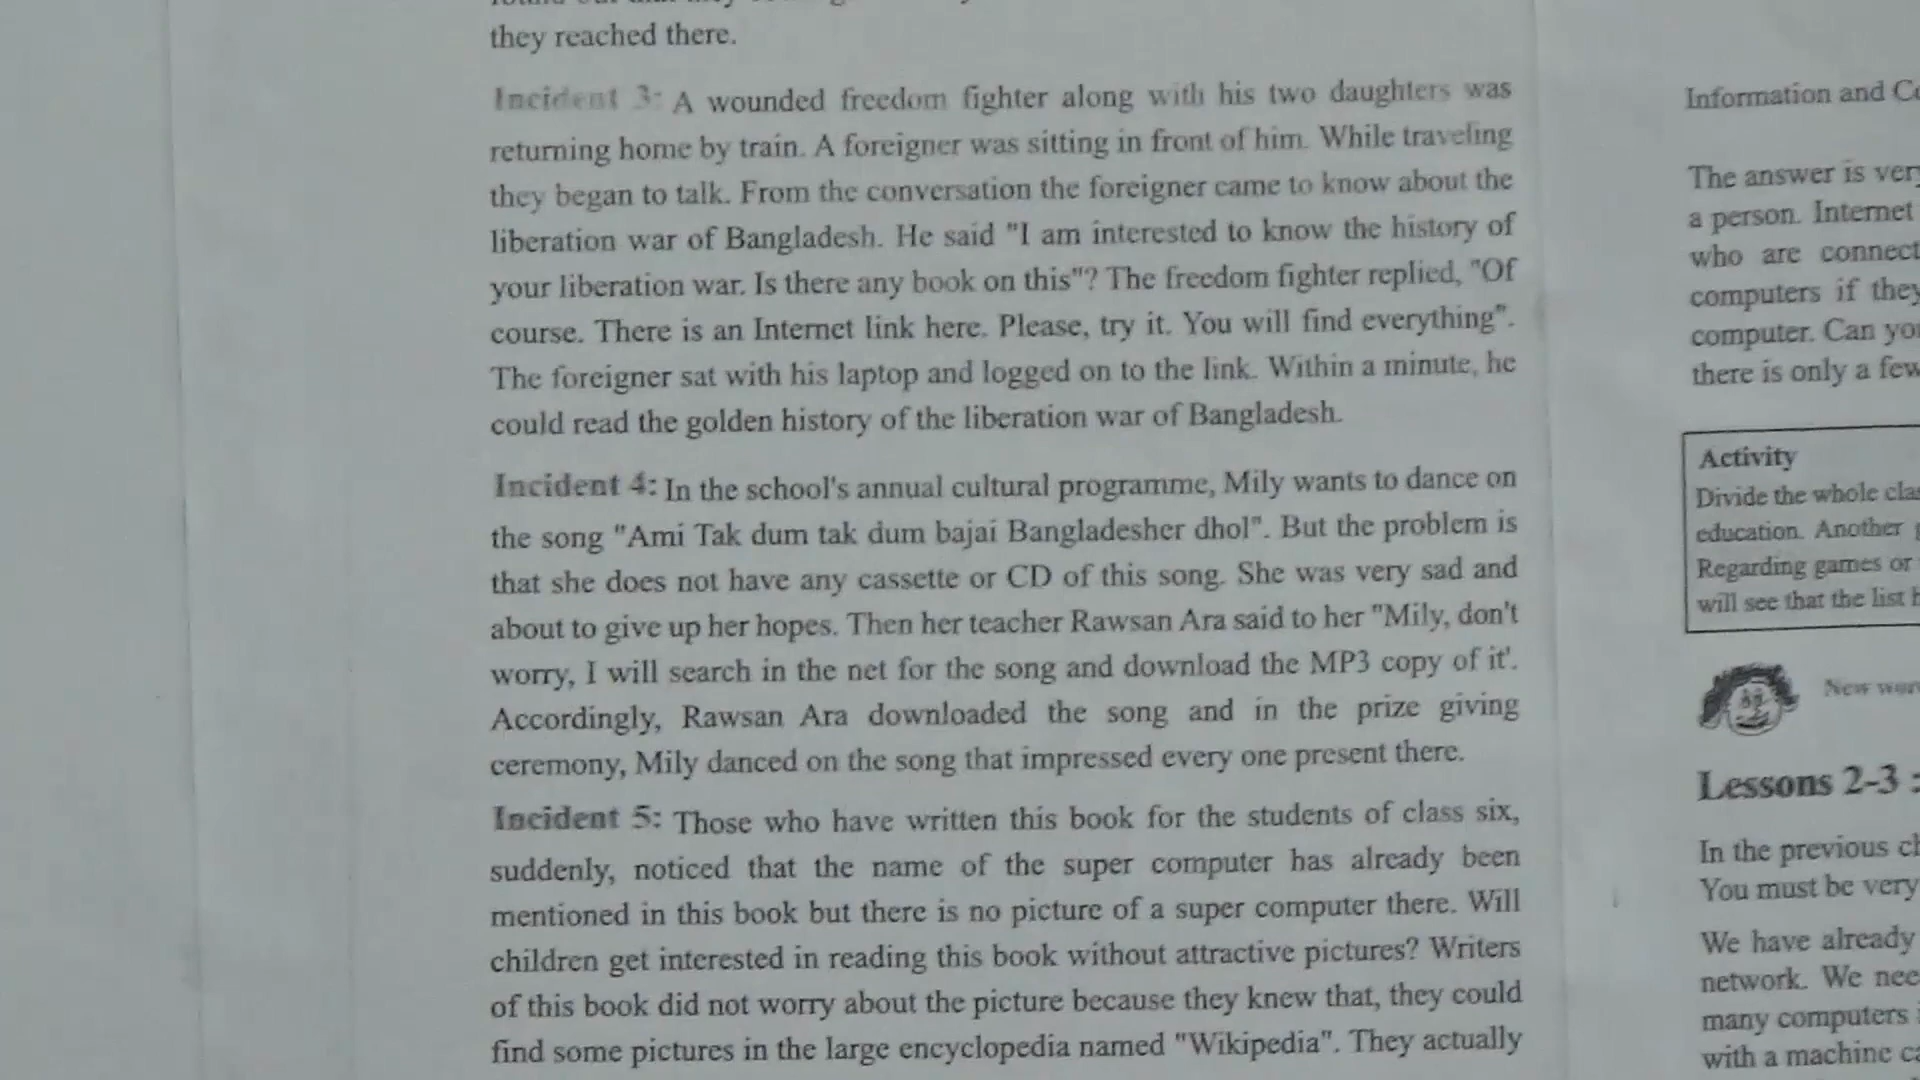 they reached there.
Incident 3: A wounded freedom fighter along with his two daughters was
returning home by train. A foreigner was sitting in front of him. While traveling
they began to talk. From the conversation the foreigner came to know about the
liberation war of Bangladesh. He said "I am interested to know the history of
your liberation war. Is there any book on this"? The freedom fighter replied, "Of
course. There is an Internet link here. Please, try it. You will find everything".
The foreigner sat with his laptop and logged on to the link. Within a minute, he
could read the golden history of the liberation war of Bangladesh.
Incident 4: In the school's annual cultural programme, Mily wants to dance on
the song "Ami Tak dum tak dum bajai Bangladesher dhol". But the problem is
that she does not have any cassette or CD of this song. She was very sad and
about to give up her hopes. Then her teacher Rawsan Ara said to her "Mily, don't
worry, I will search in the net for the song and download the MP3 copy of it'.
Accordingly, Rawsan Ara downloaded the song and in the prize giving
ceremony, Mily danced on the song that impressed every one present there.
Incident 5: Those who have written this book for the students of class six,
suddenly, noticed that the name of the super computer has already been
mentioned in this book but there is no picture of a super computer there. Will
children get interested in reading this book without attractive pictures? Writers
of this book did not worry about the picture because they knew that, they could
find some pictures in the large encyclopedia named "Wikipedia". They actually
Information and
The answer is
a person. Internet
who are
computers if
computer. Can
there is only a
Activity
Divide the whole
education. Another
Regarding games or
will see that the list
New
Lessons 2-3 :
In the previous
You must be very
We have already
network. We
many computers
with a machine